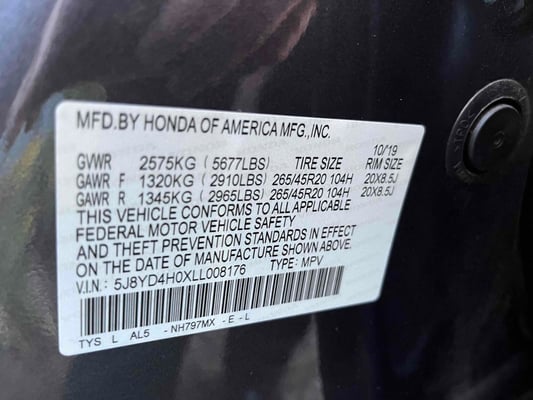 MFD.BY HONDA OF AMERICA MFG.,INC.
10/19
GVWR 2575KG (5677LBS) TIRE SIZE RIM SIZE
GAWR F 1320KG (2910LBS) 265/45R20 104H 20X8.5J
GAWR R 1345KG (2965LBS) 265/45R20 104H 20X8.5J
THIS VEHICLE CONFORMS TO ALL APPLICABLE
FEDERAL MOTOR VEHICLE SAFETY
AND THEFT PREVENTION STANDARDS IN EFFECT
ON THE DATE OF MANUFACTURE SHOWN ABOVE.
V.I.N.: 5J8YD4H0XLL008176 TYPE: MPV
TYS L AL5 -NH797MX -E-L